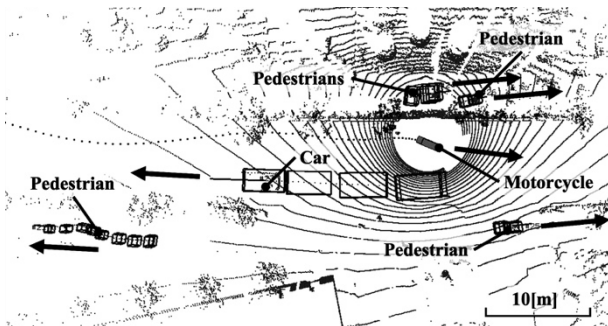 Pedestrian
Pedestrians
Car
Pedestrian
Motorcycle
Pedestrian
10[m]